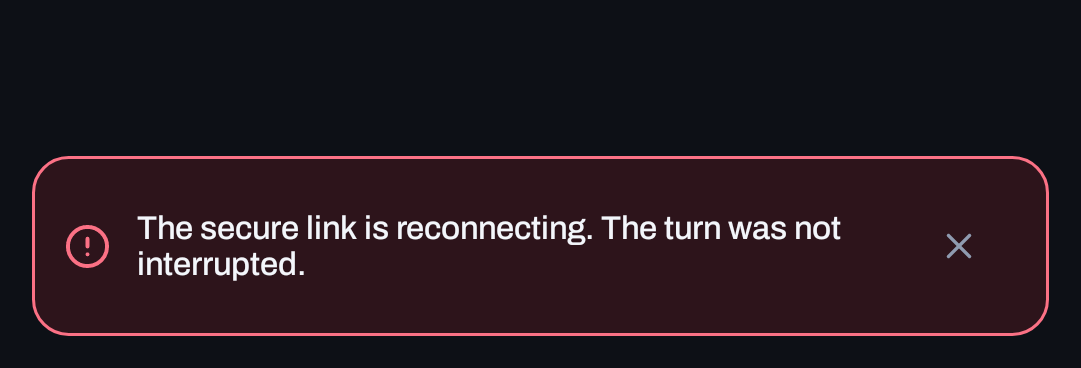 The secure link is reconnecting. The turn was not
interrupted.